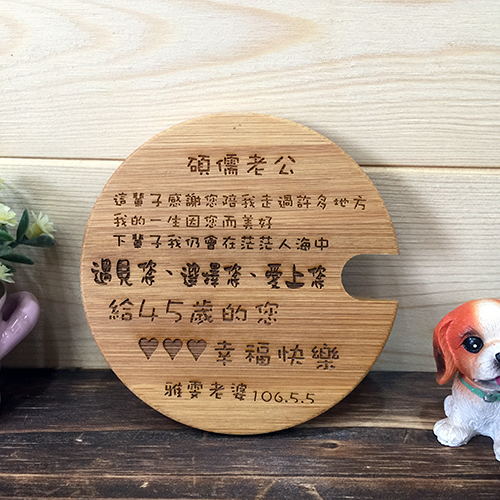 碩儒老公
這輩子感謝您陪我走過許多地方
我的一生因您而美好
下輩子我仍會在茫茫人海中
遇見您、選擇您、愛上您
給45歲的您
♥♥♥幸福快樂
雅雯老婆106.5.5